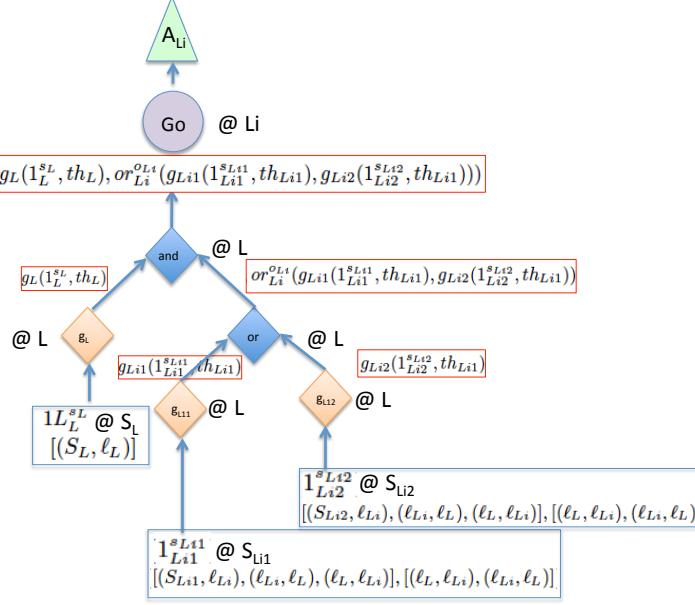 A_{Li}
Go @ Li
g_L(1_L^{s_L}, th_L), or_{Li}^{o_{Li}}(g_{Li1}(1_{Li1}^{s_{Li1}}, th_{Li1}), g_{Li2}(1_{Li2}^{s_{Li2}}, th_{Li1})))
and @ L
g_L(1_L^{s_L}, th_L)
or_{Li}^{o_{Li}}(g_{Li1}(1_{Li1}^{s_{Li1}}, th_{Li1}), g_{Li2}(1_{Li2}^{s_{Li2}}, th_{Li1}))
@ L g_L or @ L
g_{Li1}(1_{Li1}^{s_{Li1}}, th_{Li1})
g_{Li2}(1_{Li2}^{s_{Li2}}, th_{Li1})
g_{L11} @ L
g_{L12} @ L
1L_L^{s_L} @ S_L
[(S_L, ℓ_L)]
1_{Li2}^{s_{Li2}} @ S_{Li2}
[(S_{Li2}, ℓ_{Li}), (ℓ_{Li}, ℓ_L), (ℓ_L, ℓ_{Li})], [(ℓ_L, ℓ_{Li}), (ℓ_{Li}, ℓ_L)
1_{Li1}^{s_{Li1}} @ S_{Li1}
[(S_{Li1}, ℓ_{Li}), (ℓ_{Li}, ℓ_L), (ℓ_L, ℓ_{Li})], [(ℓ_L, ℓ_{Li}), (ℓ_{Li}, ℓ_L)]